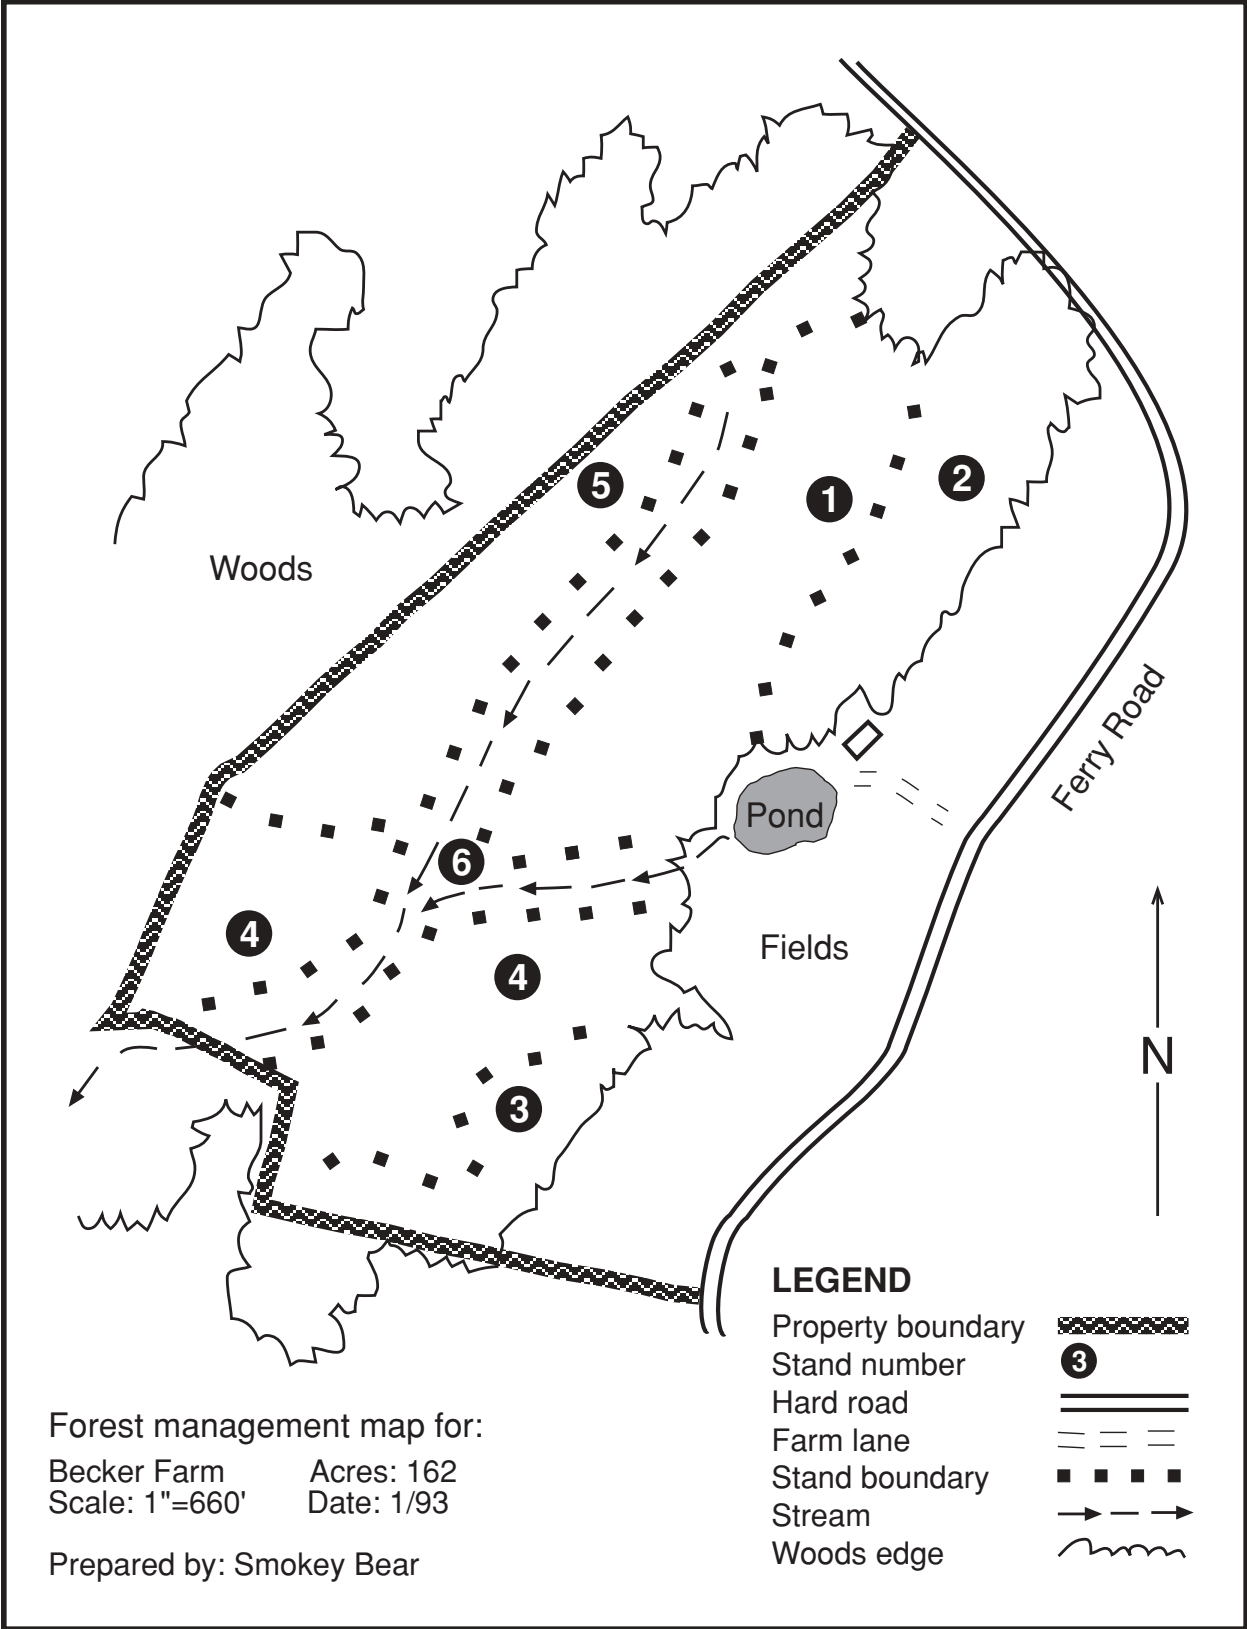 5
1
2
Woods
Ferry Road
Pond
6
4
4
Fields
N
3
LEGEND
Property boundary
Stand number 3
Hard road
Farm lane
Stand boundary
Stream
Woods edge
Forest management map for:
Becker Farm Acres: 162
Scale: 1"=660' Date: 1/93
Prepared by: Smokey Bear